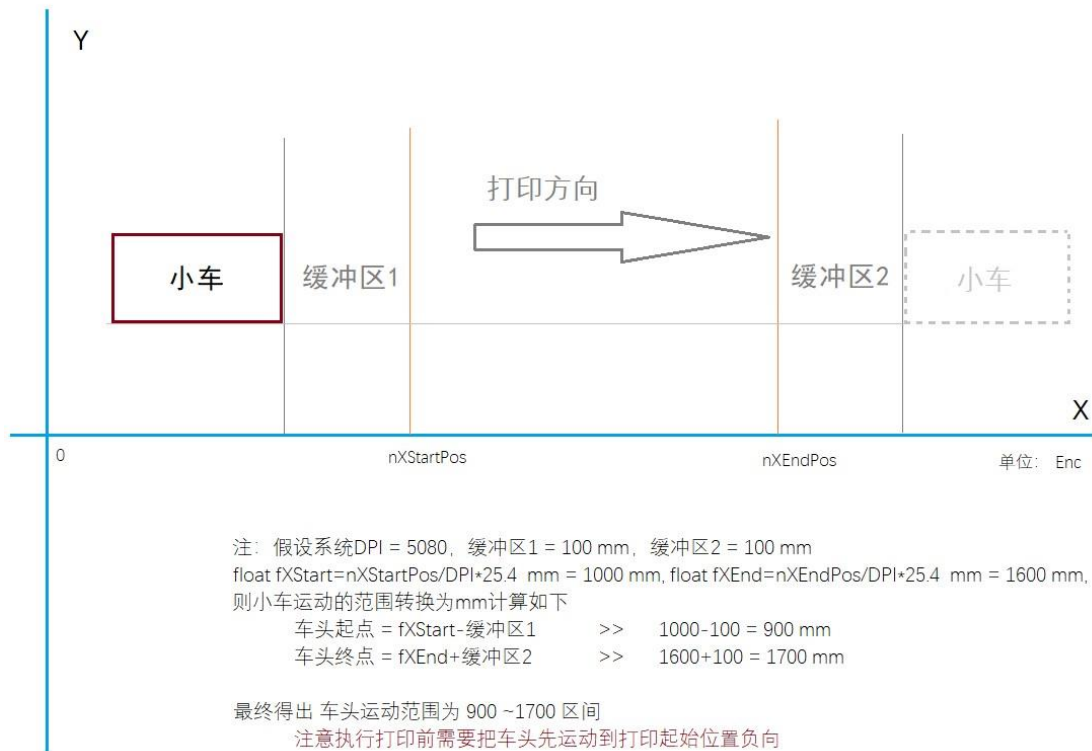 Y
打印方向
小车
缓冲区1
缓冲区2
小车
X
0
nXStartPos
nXEndPos
单位： Enc
注：假设系统DPI = 5080，缓冲区1 = 100 mm，缓冲区2 = 100 mm
float fXStart=nXStartPos/DPI*25.4 mm = 1000 mm, float fXEnd=nXEndPos/DPI*25.4 mm = 1600 mm,
则小车运动的范围转换为mm计算如下
车头起点 = fXStart-缓冲区1 >> 1000-100 = 900 mm
车头终点 = fXEnd+缓冲区2 >> 1600+100 = 1700 mm
最终得出 车头运动范围为 900 ~1700 区间
注意执行打印前需要把车头先运动到打印起始位置负向